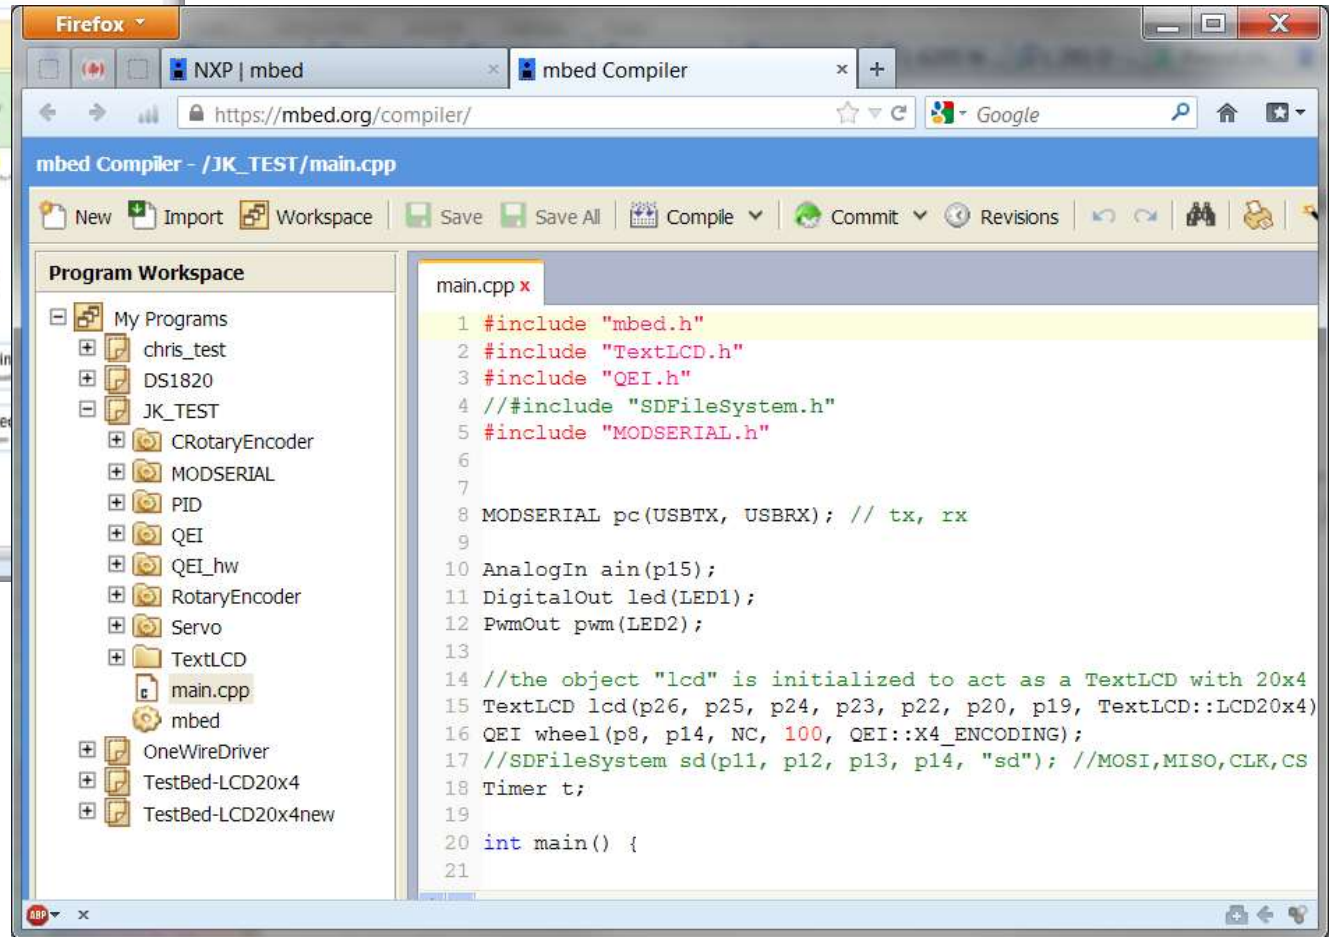 Firefox
NXP | mbed
mbed Compiler
https://mbed.org/compiler/
Google
mbed Compiler - /JK_TEST/main.cpp
New Import Workspace Save Save All Compile Commit Revisions
Program Workspace
My Programs
chris_test
DS1820
JK_TEST
CRotaryEncoder
MODSERIAL
PID
QEI
QEI_hw
RotaryEncoder
Servo
TextLCD
main.cpp
mbed
OneWireDriver
TestBed-LCD20x4
TestBed-LCD20x4new
main.cpp x
1 #include "mbed.h"
2 #include "TextLCD.h"
3 #include "QEI.h"
4 //#include "SDFileSystem.h"
5 #include "MODSERIAL.h"
6
7
8 MODSERIAL pc(USBTX, USBRX); // tx, rx
9
10 AnalogIn ain(p15);
11 DigitalOut led(LED1);
12 PwmOut pwm(LED2);
13
14 //the object "lcd" is initialized to act as a TextLCD with 20x4
15 TextLCD lcd(p26, p25, p24, p23, p22, p20, p19, TextLCD::LCD20x4)
16 QEI wheel(p8, p14, NC, 100, QEI::X4_ENCODING);
17 //SDFileSystem sd(p11, p12, p13, p14, "sd"); //MOSI,MISO,CLK,CS
18 Timer t;
19
20 int main() {
21
ABP